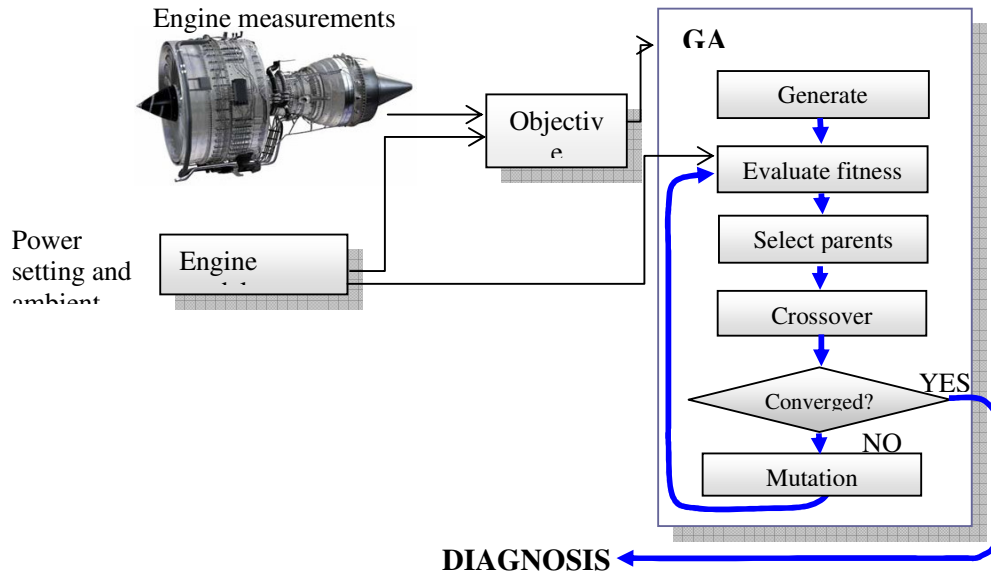 Engine measurements
GA
Generate
Objectiv
e
Evaluate fitness
Power
setting and
ambient
Engine
Select parents
Crossover
YES
Converged?
NO
Mutation
DIAGNOSIS